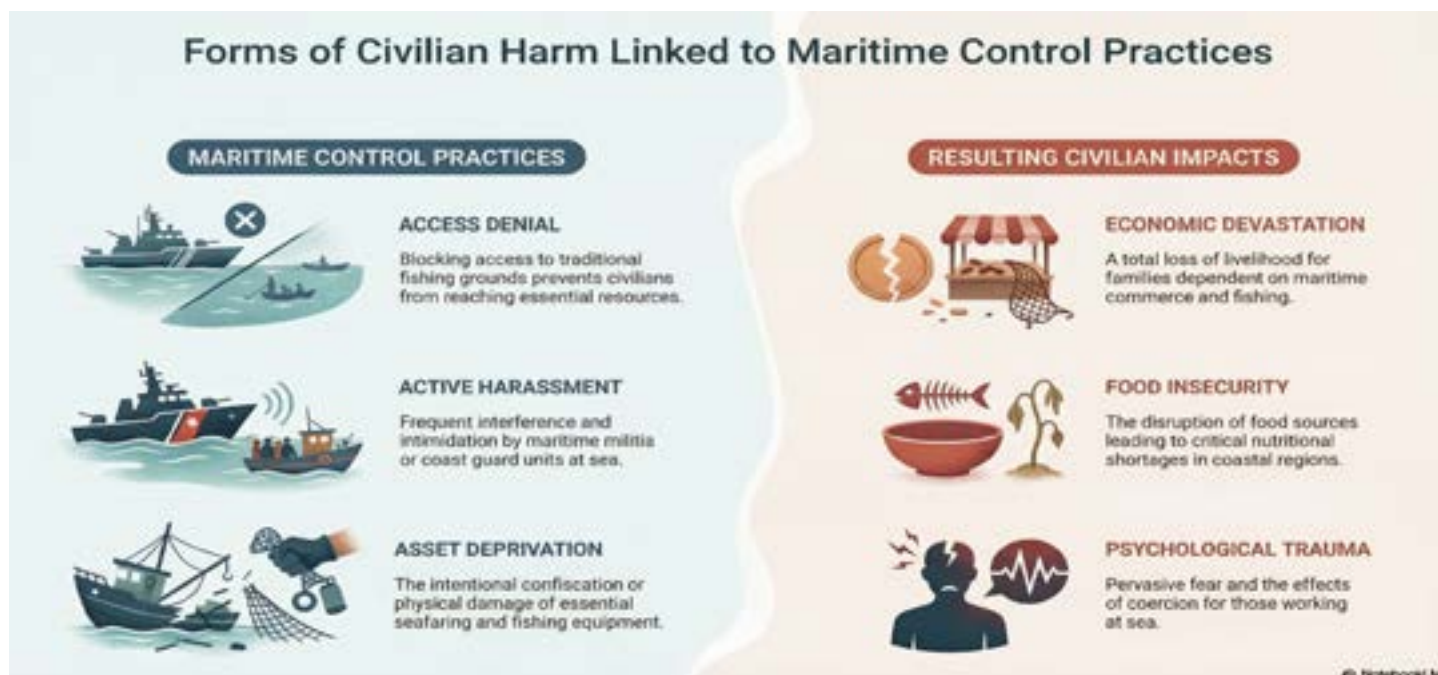 Forms of Civilian Harm Linked to Maritime Control Practices
MARITIME CONTROL PRACTICES
ACCESS DENIAL
Blocking access to traditional
fishing grounds prevents civilians
from reaching essential resources.
ACTIVE HARASSMENT
Frequent interference and
intimidation by maritime militia
or coast guard units at sea.
ASSET DEPRIVATION
The intentional confiscation or
physical damage of essential
seafaring and fishing equipment.
RESULTING CIVILIAN IMPACTS
ECONOMIC DEVASTATION
A total loss of livelihood for
families dependent on maritime
commerce and fishing.
FOOD INSECURITY
The disruption of food sources
leading to critical nutritional
shortages in coastal regions.
PSYCHOLOGICAL TRAUMA
Pervasive fear and the effects
of coercion for those working
at sea.